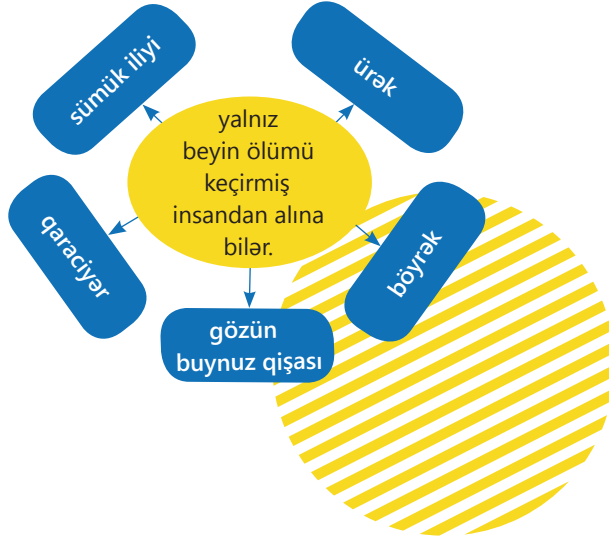 sümük iliyi
ürək
yalnız
beyin ölümü
keçirmiş
insandan alına
bilər.
qaraciyər
böyrək
gözün
buynuz qişası